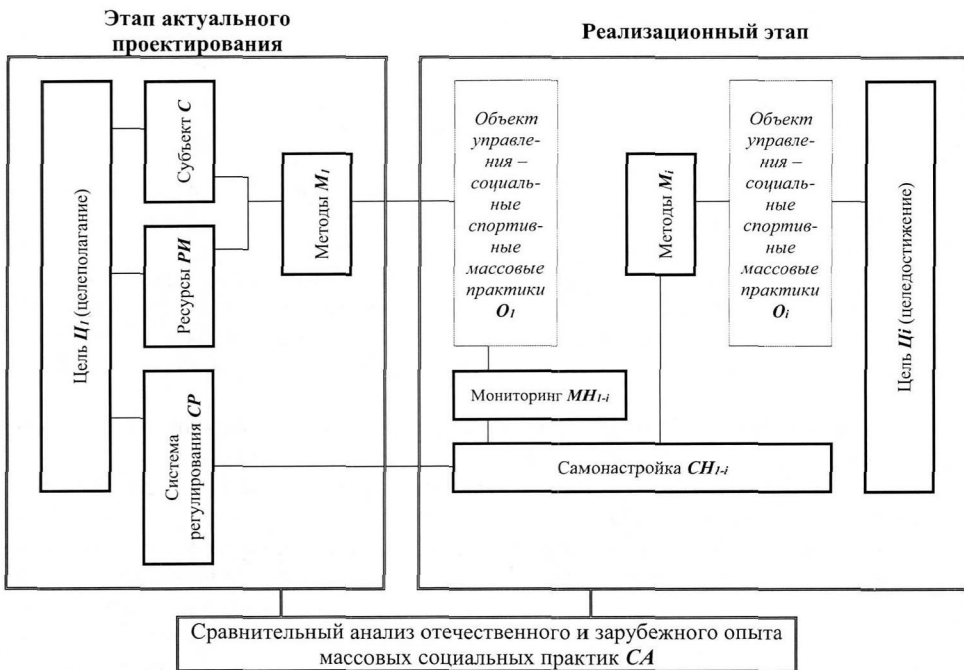 Этап актуального
проектирования
Реализационный этап
Цель Ц1 (целеполагание)
Субъект С
Ресурсы РИ
Система
регулирования СР
Методы М1
Объект
управле-
ния –
социаль-
ные
спортив-
ные
массовые
практики
О1
Мониторинг МН1-i
Самонастройка СН1-i
Методы Мi
Объект
управле-
ния –
социаль-
ные
спортив-
ные
массовые
практики
Оi
Цель Цi (целедостижение)
Сравнительный анализ отечественного и зарубежного опыта
массовых социальных практик СА